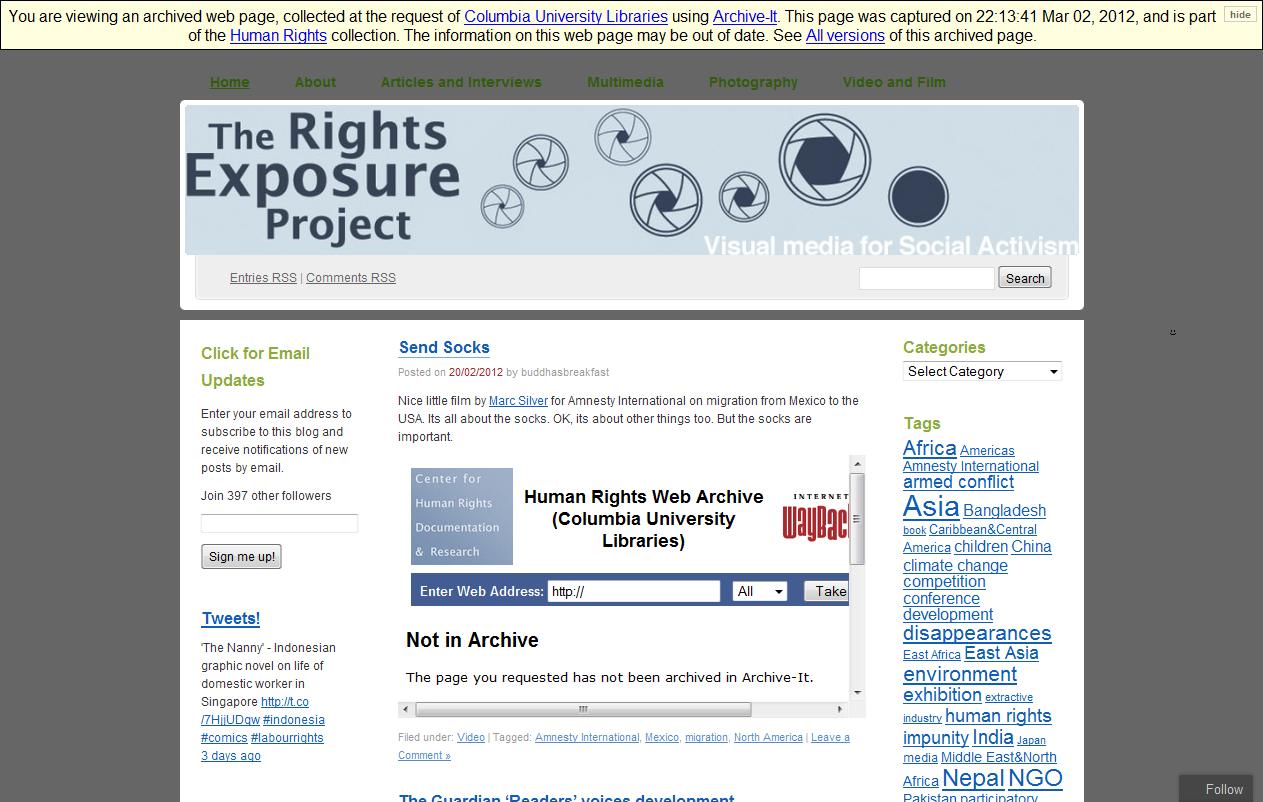 You are viewing an archived web page, collected at the request of Columbia University Libraries using Archive-It. This page was captured on 22:13:41 Mar 02, 2012, and is part
of the Human Rights collection. The information on this web page may be out of date. See All versions of this archived page.
hide
Home About Articles and Interviews Multimedia Photography Video and Film
The Rights
Exposure
Project
Visual media for Social Activism
Entries RSS | Comments RSS
Search
Click for Email
Updates
Enter your email address to
subscribe to this blog and
receive notifications of new
posts by email.
Join 397 other followers
Sign me up!
Tweets!
'The Nanny' - Indonesian
graphic novel on life of
domestic worker in
Singapore http://t.co
/7HjjUDqw #indonesia
#comics #labourrights
3 days ago
Send Socks
Posted on 20/02/2012 by buddhasbreakfast
Nice little film by Marc Silver for Amnesty International on migration from Mexico to the
USA. Its all about the socks. OK, its about other things too. But the socks are
important.
Center for
Human Rights
Documentation
& Research
Human Rights Web Archive
(Columbia University
Libraries)
INTERNET
WayBac
Enter Web Address: http:// All Take
Not in Archive
The page you requested has not been archived in Archive-It.
Filed under: Video | Tagged: Amnesty International, Mexico, migration, North America | Leave a
Comment »
The Guardian ‘Readers’ voices development
Categories
Select Category
Tags
Africa Americas
Amnesty International
armed conflict
Asia Bangladesh
book Caribbean&Central
America children China
climate change
competition
conference
development
disappearances
East Africa East Asia
environment
exhibition extractive
industry human rights
impunity India Japan
media Middle East&North
Africa Nepal NGO
Pakistan participatory
Follow